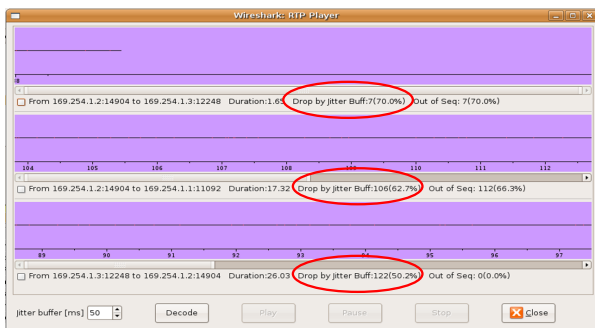 Wireshark: RTP Player
From 169.254.1.2:14904 to 169.254.1.3:12248 Duration:1.65 Drop by Jitter Buff:7(70.0%) Out of Seq: 7(70.0%)
104 105 106 107 108 109 110 111 112
From 169.254.1.2:14904 to 169.254.1.1:11092 Duration:17.32 Drop by Jitter Buff:106(62.7%) Out of Seq: 112(66.3%)
89 90 91 92 93 94 95 96 97
From 169.254.1.3:12248 to 169.254.1.2:14904 Duration:26.03 Drop by Jitter Buff:122(50.2%) Out of Seq: 0(0.0%)
Jitter buffer [ms] 50 Decode Play Pause Stop Close